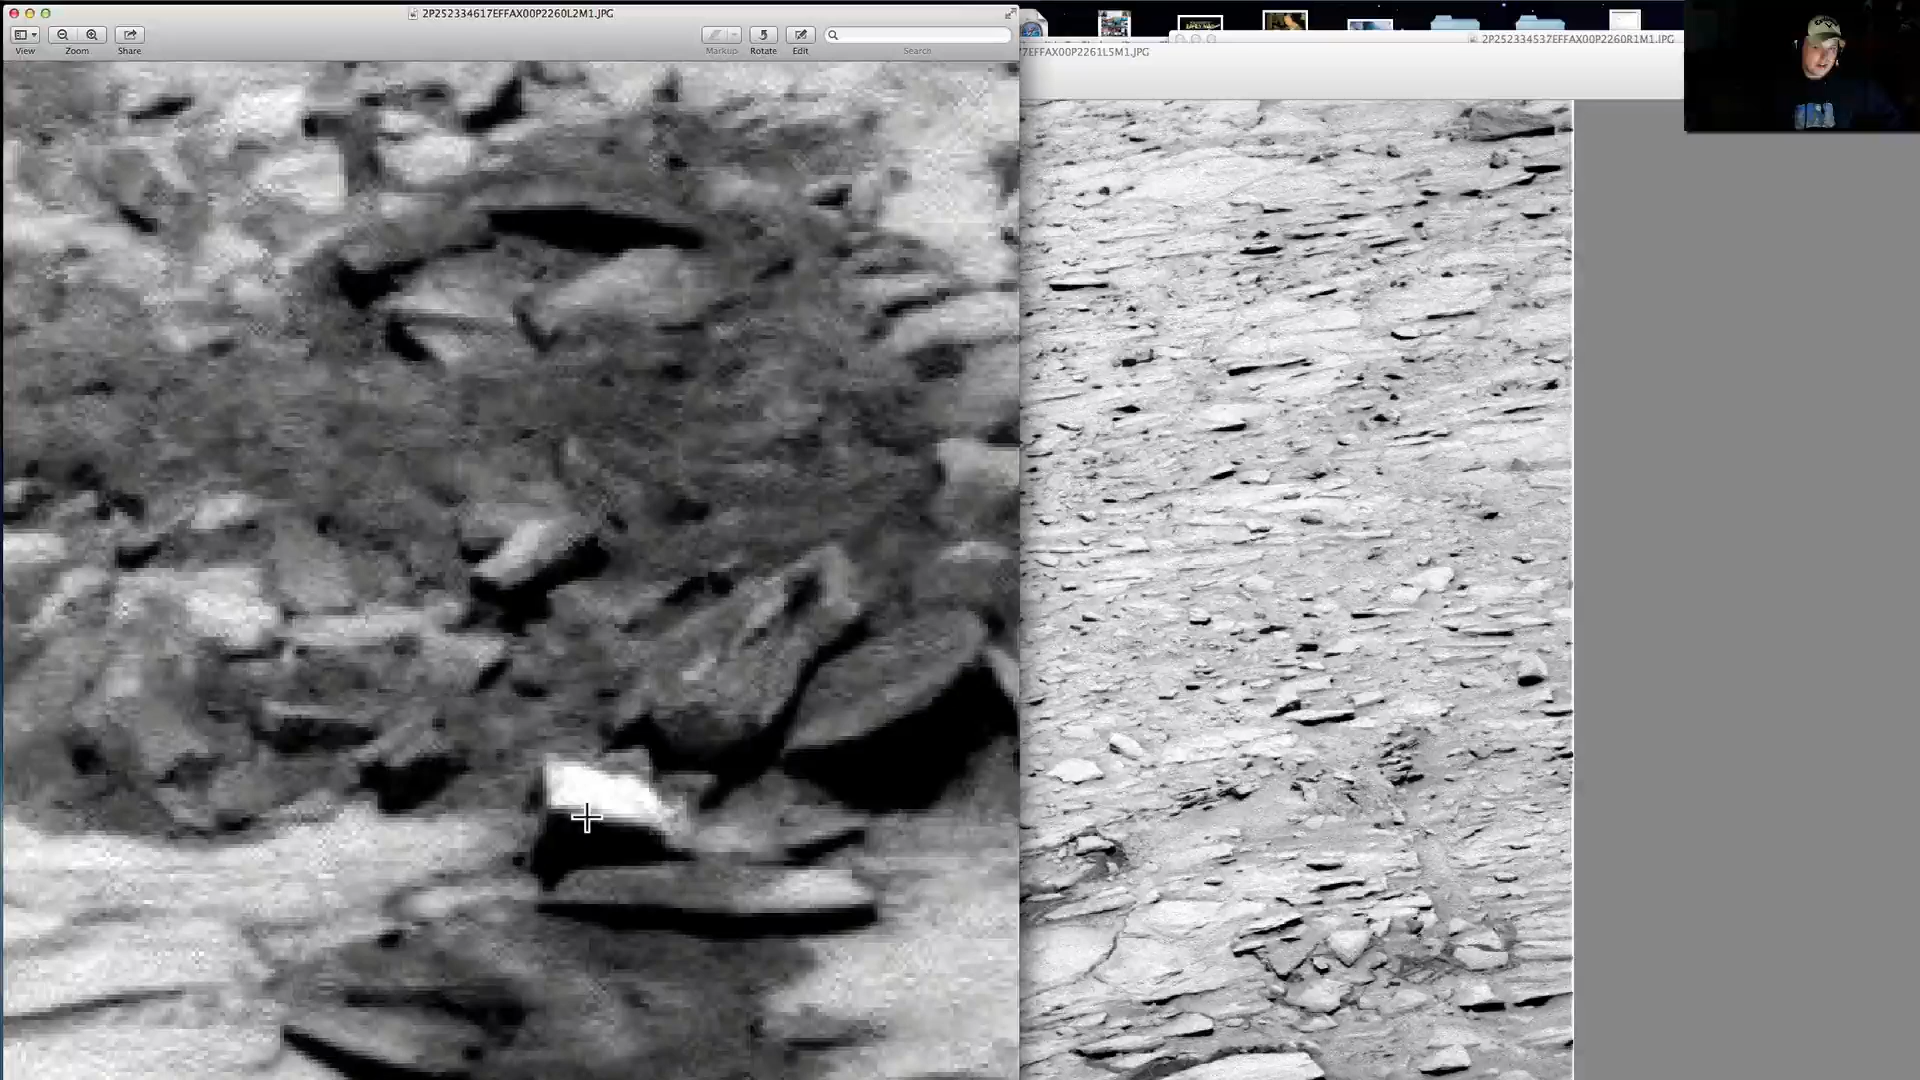 2P252334617EFFAX00P2260L2M1.JPG
View
Zoom
Share
Markup
Rotate
Edit
Search
7EFFAX00P2261L5M1.JPG
2P252334537EFFAX00P2260R1M1.JPG